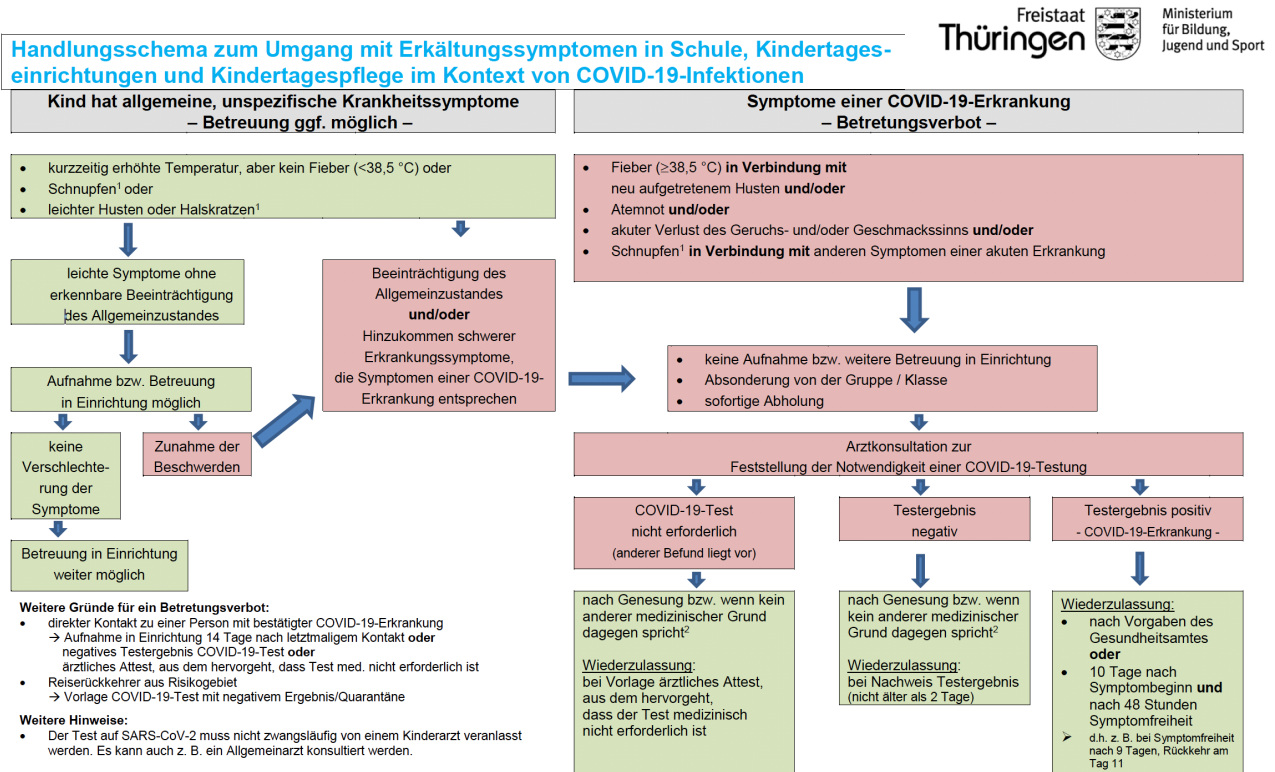 Freistaat
Thüringen
Ministerium
für Bildung,
Jugend und Sport
Handlungsschema zum Umgang mit Erkältungssymptomen in Schule, Kindertages-
einrichtungen und Kindertagespflege im Kontext von COVID-19-Infektionen
Kind hat allgemeine, unspezifische Krankheitssymptome
– Betreuung ggf. möglich –
• kurzzeitig erhöhte Temperatur, aber kein Fieber (<38,5 °C) oder
• Schnupfen¹ oder
• leichter Husten oder Halskratzen¹
leichte Symptome ohne
erkennbare Beeinträchtigung
des Allgemeinzustandes
Beeinträchtigung des
Allgemeinzustandes
und/oder
Hinzukommen schwerer
Erkrankungssymptome,
die Symptomen einer COVID-19-
Erkrankung entsprechen
Aufnahme bzw. Betreuung
in Einrichtung möglich
keine
Verschlechte-
rung der
Symptome
Zunahme der
Beschwerden
Betreuung in Einrichtung
weiter möglich
Symptome einer COVID-19-Erkrankung
– Betretungsverbot –
• Fieber (≥38,5 °C) in Verbindung mit
neu aufgetretenem Husten und/oder
• Atemnot und/oder
• akuter Verlust des Geruchs- und/oder Geschmackssinns und/oder
• Schnupfen¹ in Verbindung mit anderen Symptomen einer akuten Erkrankung
• keine Aufnahme bzw. weitere Betreuung in Einrichtung
• Absonderung von der Gruppe / Klasse
• sofortige Abholung
Arztkonsultation zur
Feststellung der Notwendigkeit einer COVID-19-Testung
COVID-19-Test
nicht erforderlich
(anderer Befund liegt vor)
Testergebnis
negativ
Testergebnis positiv
- COVID-19-Erkrankung -
nach Genesung bzw. wenn kein
anderer medizinischer Grund
dagegen spricht²
Wiederzulassung:
bei Vorlage ärztliches Attest,
aus dem hervorgeht,
dass der Test medizinisch
nicht erforderlich ist
nach Genesung bzw. wenn
kein anderer medizinischer
Grund dagegen spricht²
Wiederzulassung:
bei Nachweis Testergebnis
(nicht älter als 2 Tage)
Wiederzulassung:
• nach Vorgaben des
Gesundheitsamtes
oder
• 10 Tage nach
Symptombeginn und
nach 48 Stunden
Symptomfreiheit
➢ d.h. z. B. bei Symptomfreiheit
nach 9 Tagen, Rückkehr am
Tag 11
Weitere Gründe für ein Betretungsverbot:
• direkter Kontakt zu einer Person mit bestätigter COVID-19-Erkrankung
→ Aufnahme in Einrichtung 14 Tage nach letztmaligem Kontakt oder
negatives Testergebnis COVID-19-Test oder
ärztliches Attest, aus dem hervorgeht, dass Test med. nicht erforderlich ist
• Reiserückkehrer aus Risikogebiet
→ Vorlage COVID-19-Test mit negativem Ergebnis/Quarantäne
Weitere Hinweise:
• Der Test auf SARS-CoV-2 muss nicht zwangsläufig von einem Kinderarzt veranlasst
werden. Es kann auch z. B. ein Allgemeinarzt konsultiert werden.